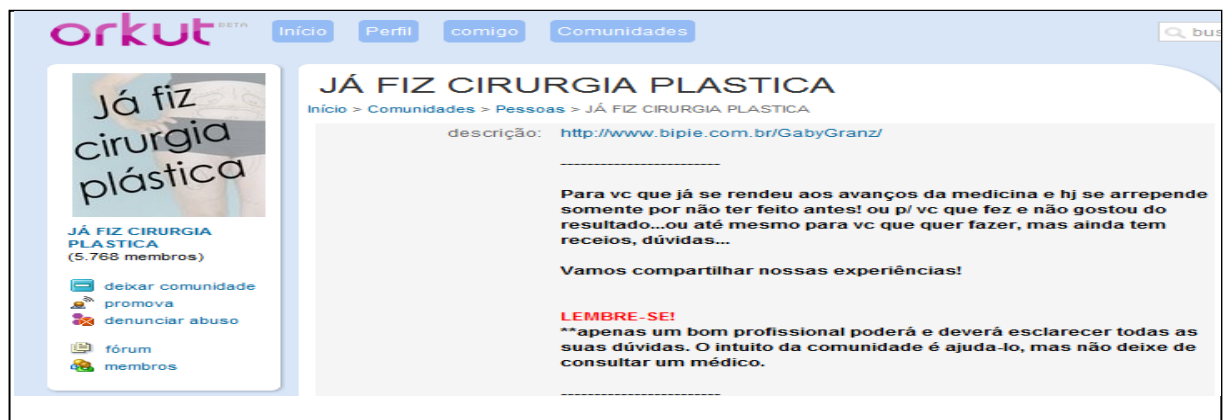 orkut BETA
Início Perfil comigo Comunidades
bus
Já fiz
cirurgia
plástica
JÁ FIZ CIRURGIA
PLASTICA
(5.768 membros)
deixar comunidade
promova
denunciar abuso
fórum
membros
JÁ FIZ CIRURGIA PLASTICA
Início > Comunidades > Pessoas > JÁ FIZ CIRURGIA PLASTICA
descrição: http://www.bipie.com.br/GabyGranz/
------------------------
Para vc que já se rendeu aos avanços da medicina e hj se arrepende
somente por não ter feito antes! ou p/ vc que fez e não gostou do
resultado...ou até mesmo para vc que quer fazer, mas ainda tem
receios, dúvidas...
Vamos compartilhar nossas experiências!
LEMBRE-SE!
**apenas um bom profissional poderá e deverá esclarecer todas as
suas dúvidas. O intuito da comunidade é ajuda-lo, mas não deixe de
consultar um médico.
------------------------